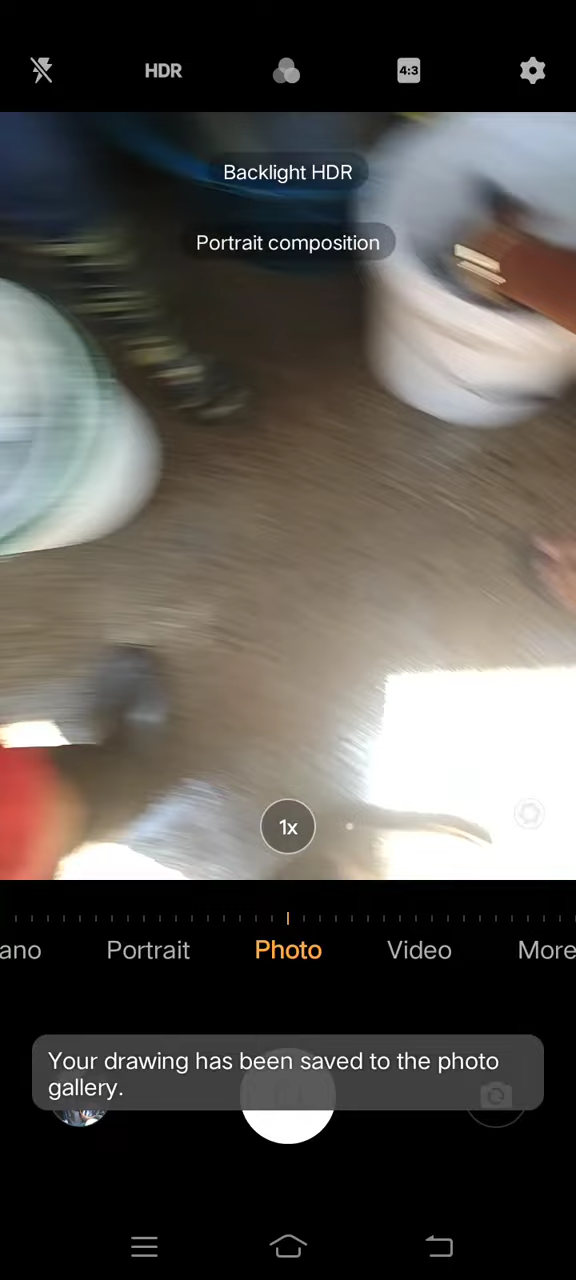 HDR
4:3
Backlight HDR
Portrait composition
1x
ano
Portrait
Photo
Video
More
Your drawing has been saved to the photo
gallery.